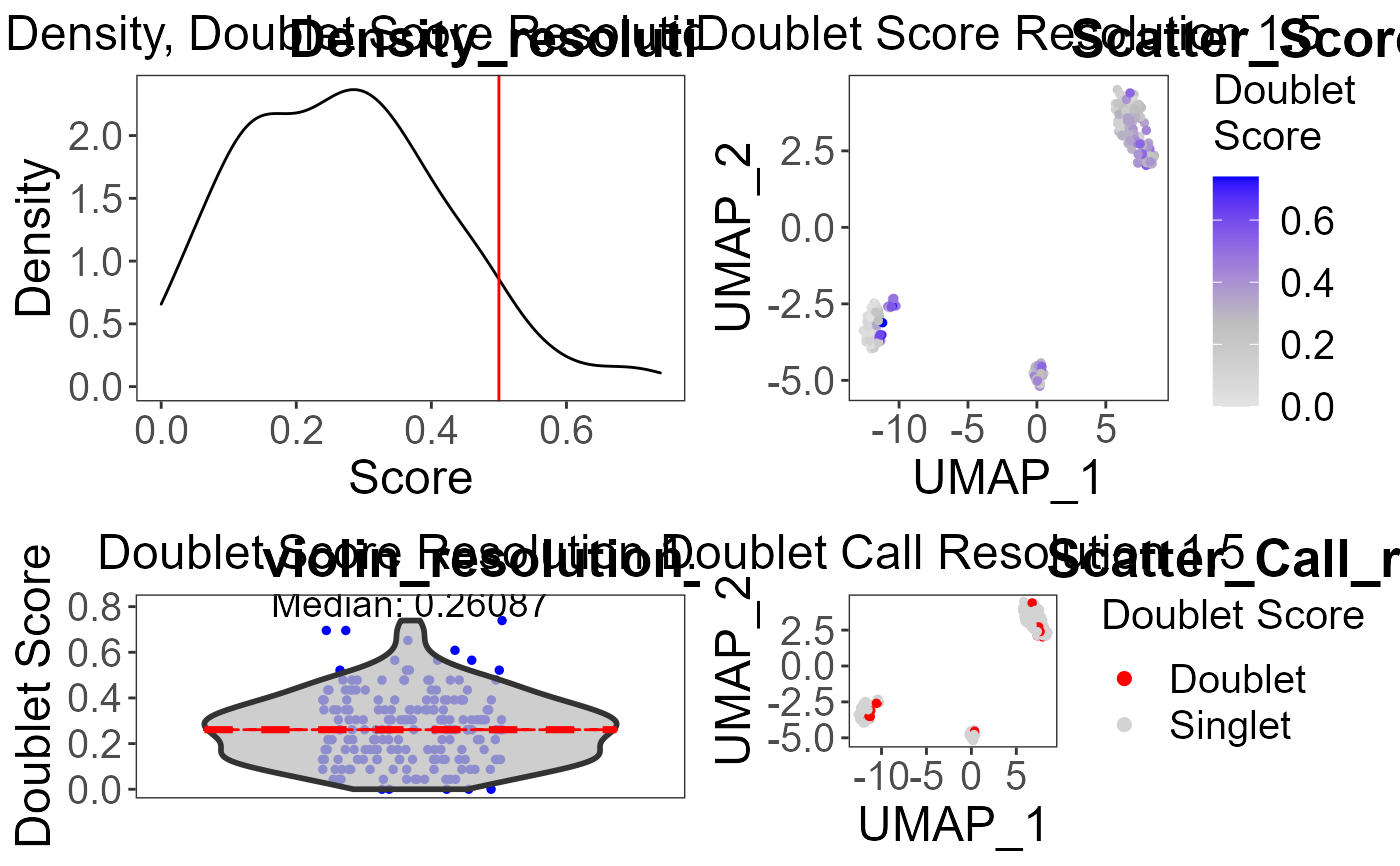 Density, Doublet Score Resoluti
Density_resoluti
Density
2.0
1.5
1.0
0.5
0.0
0.0 0.2 0.4 0.6
Score
Doublet Score Resolution 1.5
Scatter_Score
UMAP_2
2.5
0.0
-2.5
-5.0
-10 -5 0 5
UMAP_1
Doublet
Score
0.6
0.4
0.2
0.0
Doublet Score Resolution 1.
violin_resolution_
Median: 0.26087
Doublet Score
0.8
0.6
0.4
0.2
0.0
Doublet Call Resolution 1.5
Scatter_Call_r
UMAP_2
2.5
0.0
-2.5
-5.0
-10 -5 0 5
UMAP_1
Doublet Score
Doublet
Singlet